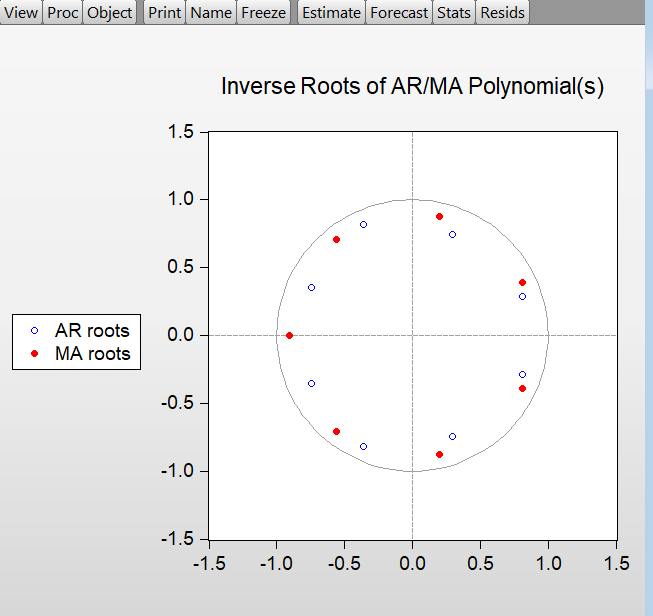 View Proc Object Print Name Freeze Estimate Forecast Stats Resids
Inverse Roots of AR/MA Polynomial(s)
1.5
1.0
0.5
0.0
-0.5
-1.0
-1.5
-1.5 -1.0 -0.5 0.0 0.5 1.0 1.5
AR roots
MA roots